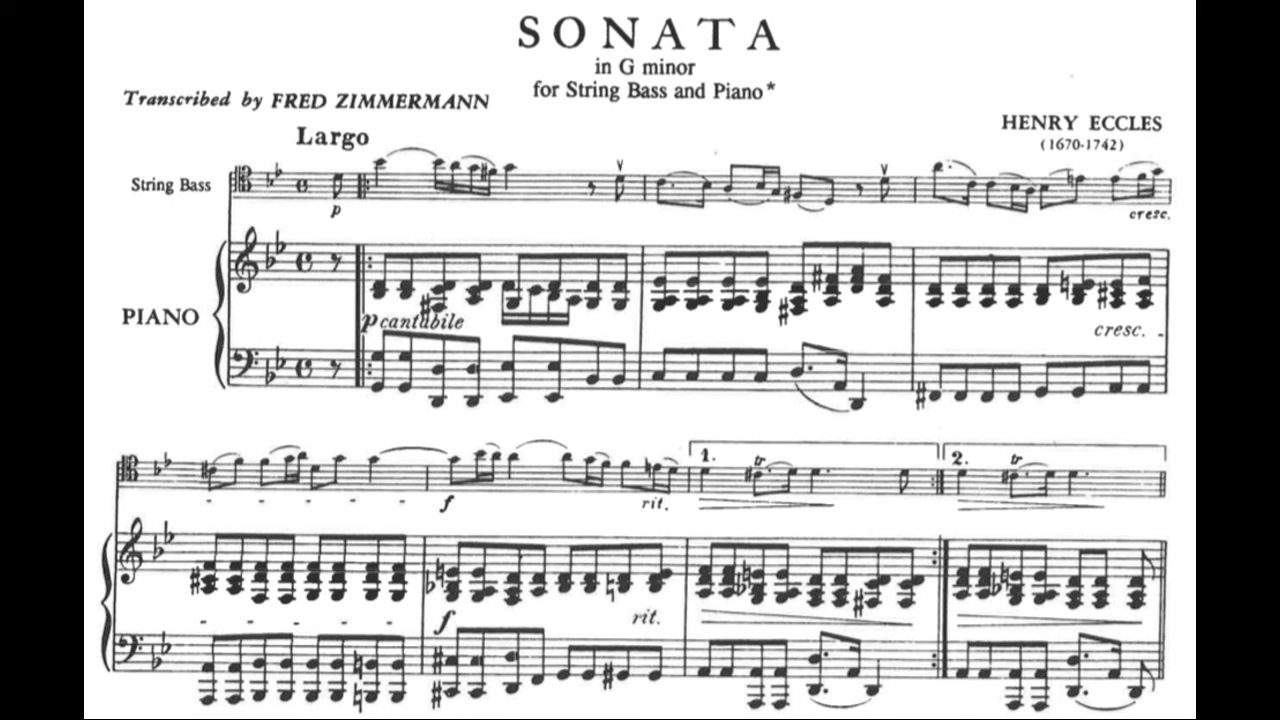 SONATA
in G minor
for String Bass and Piano*
Transcribed by FRED ZIMMERMANN
HENRY ECCLES
(1670-1742)
Largo
String Bass
p
cresc.
PIANO
p cantabile
cresc.
f
rit.
1.
tr
2.
tr
f
rit.